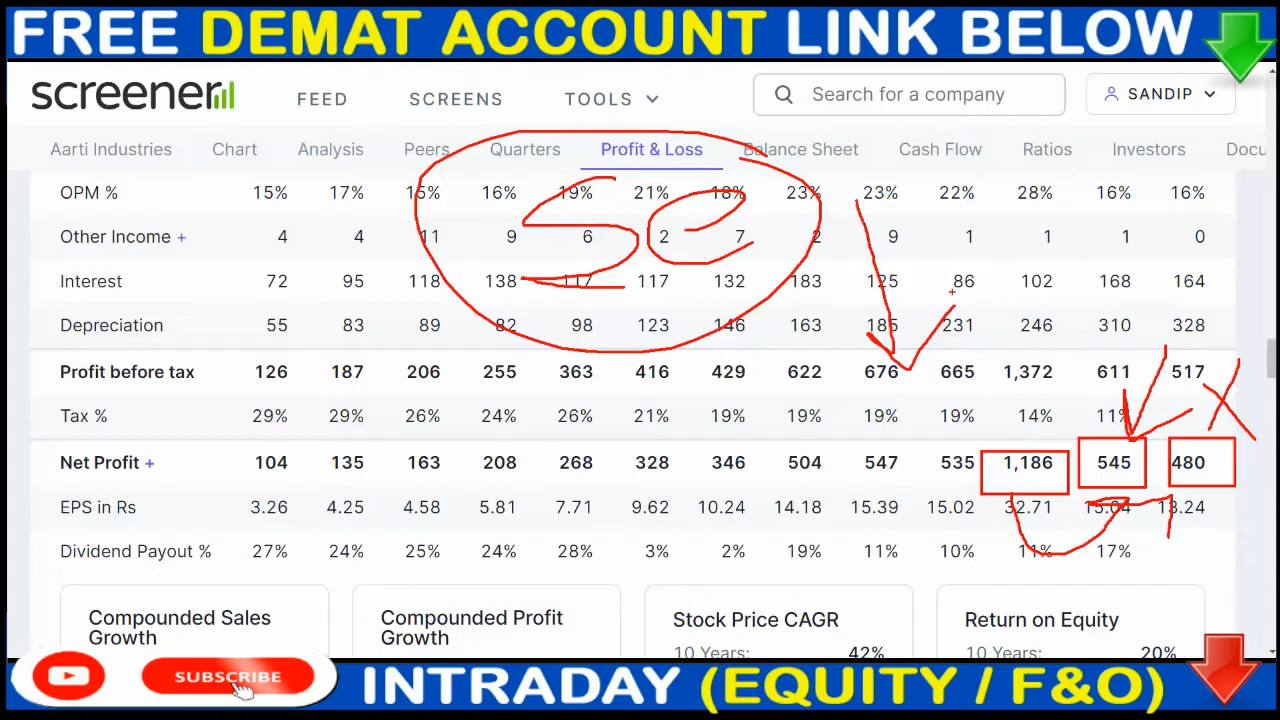 FREE DEMAT ACCOUNT LINK BELOW
screener
FEED SCREENS TOOLS Search for a company SANDIP
Aarti Industries Chart Analysis Peers Quarters Profit & Loss Balance Sheet Cash Flow Ratios Investors Docu
OPM % 15% 17% 16% 16% 19% 21% 18% 23% 23% 22% 28% 16% 16%
Other Income + 4 4 11 9 6 2 7 2 9 1 1 1 0
Interest 72 95 118 138 117 117 132 183 125 86 102 168 164
Depreciation 55 83 89 82 98 123 146 163 185 231 246 310 328
Profit before tax 126 187 206 255 363 416 429 622 676 665 1,372 611 517
Tax % 29% 29% 26% 24% 26% 21% 19% 19% 19% 19% 14% 11%
Net Profit + 104 135 163 208 268 328 346 504 547 535 1,186 545 480
EPS in Rs 3.26 4.25 4.58 5.81 7.71 9.62 10.24 14.18 15.39 15.02 32.71 15.04 13.24
Dividend Payout % 27% 24% 25% 24% 28% 3% 2% 19% 11% 10% 11% 17%
Compounded Sales Growth
Compounded Profit Growth
Stock Price CAGR
Return on Equity
10 Years: 42%
20%
SUBSCRIBE
INTRADAY (EQUITY / F&O)